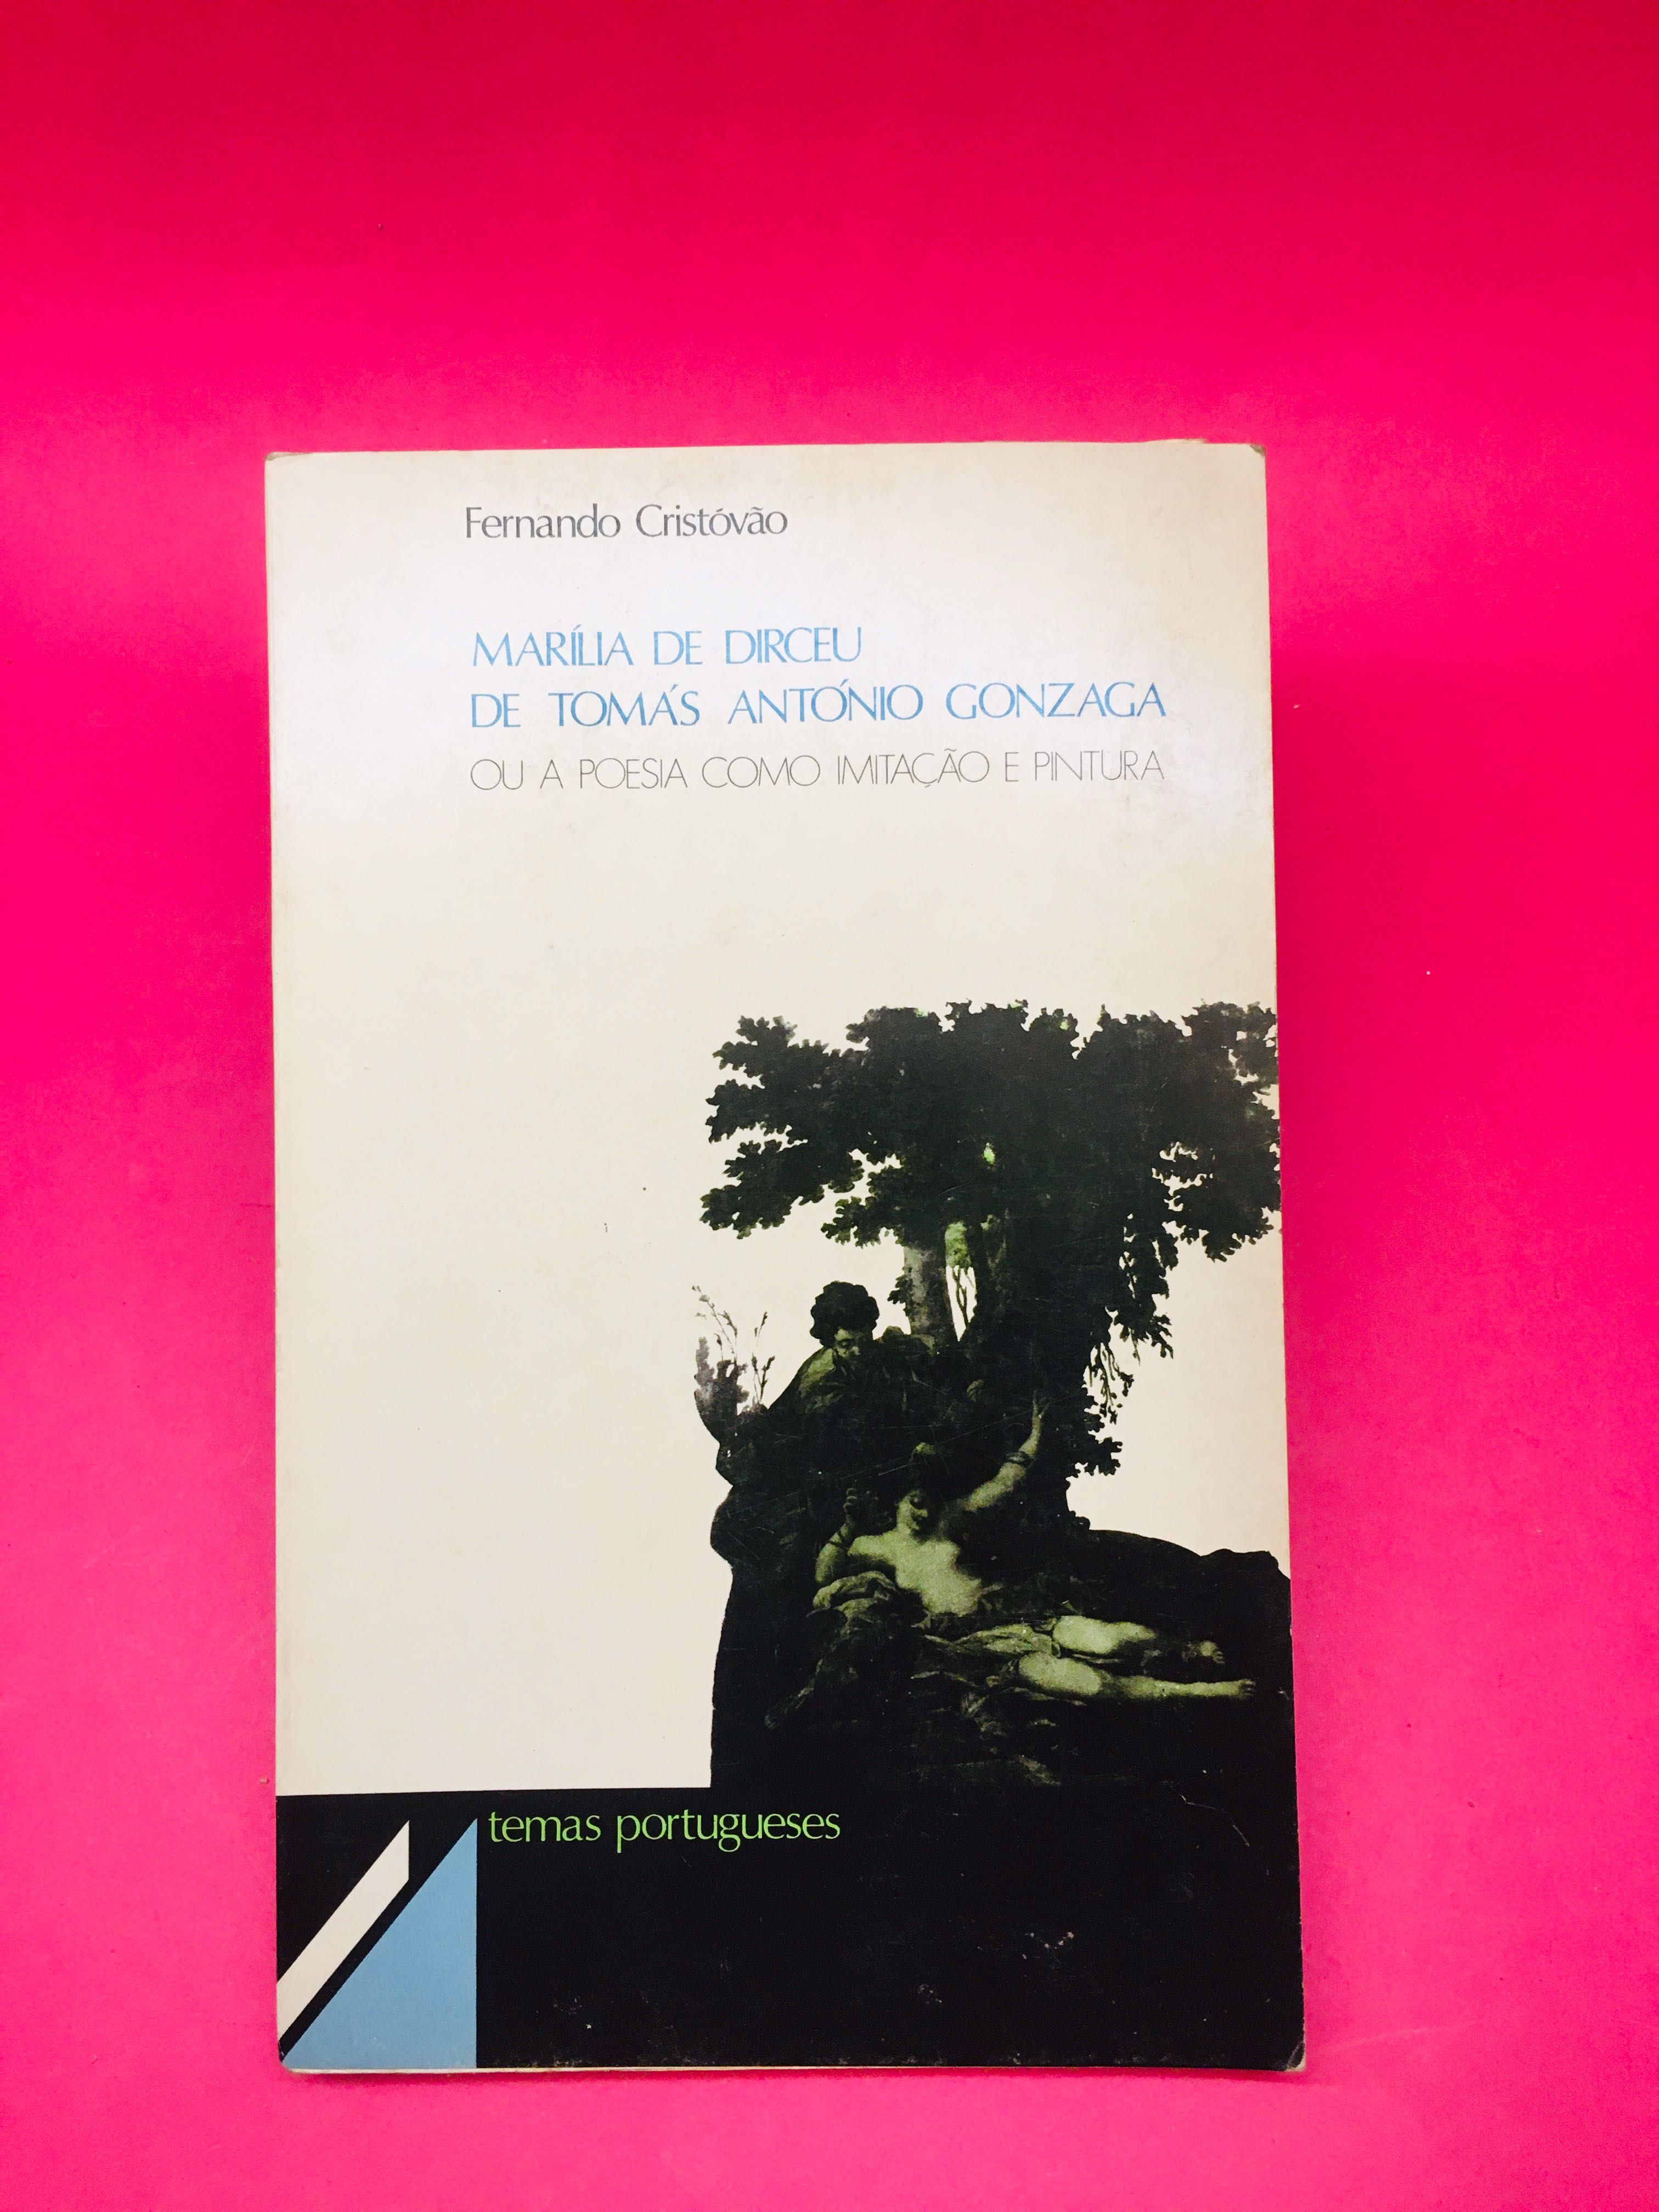 Fernando Cristóvão
MARÍLIA DE DIRCEU
DE TOMÁS ANTÓNIO GONZAGA
OU A POESIA COMO IMITAÇÃO E PINTURA
temas portugueses